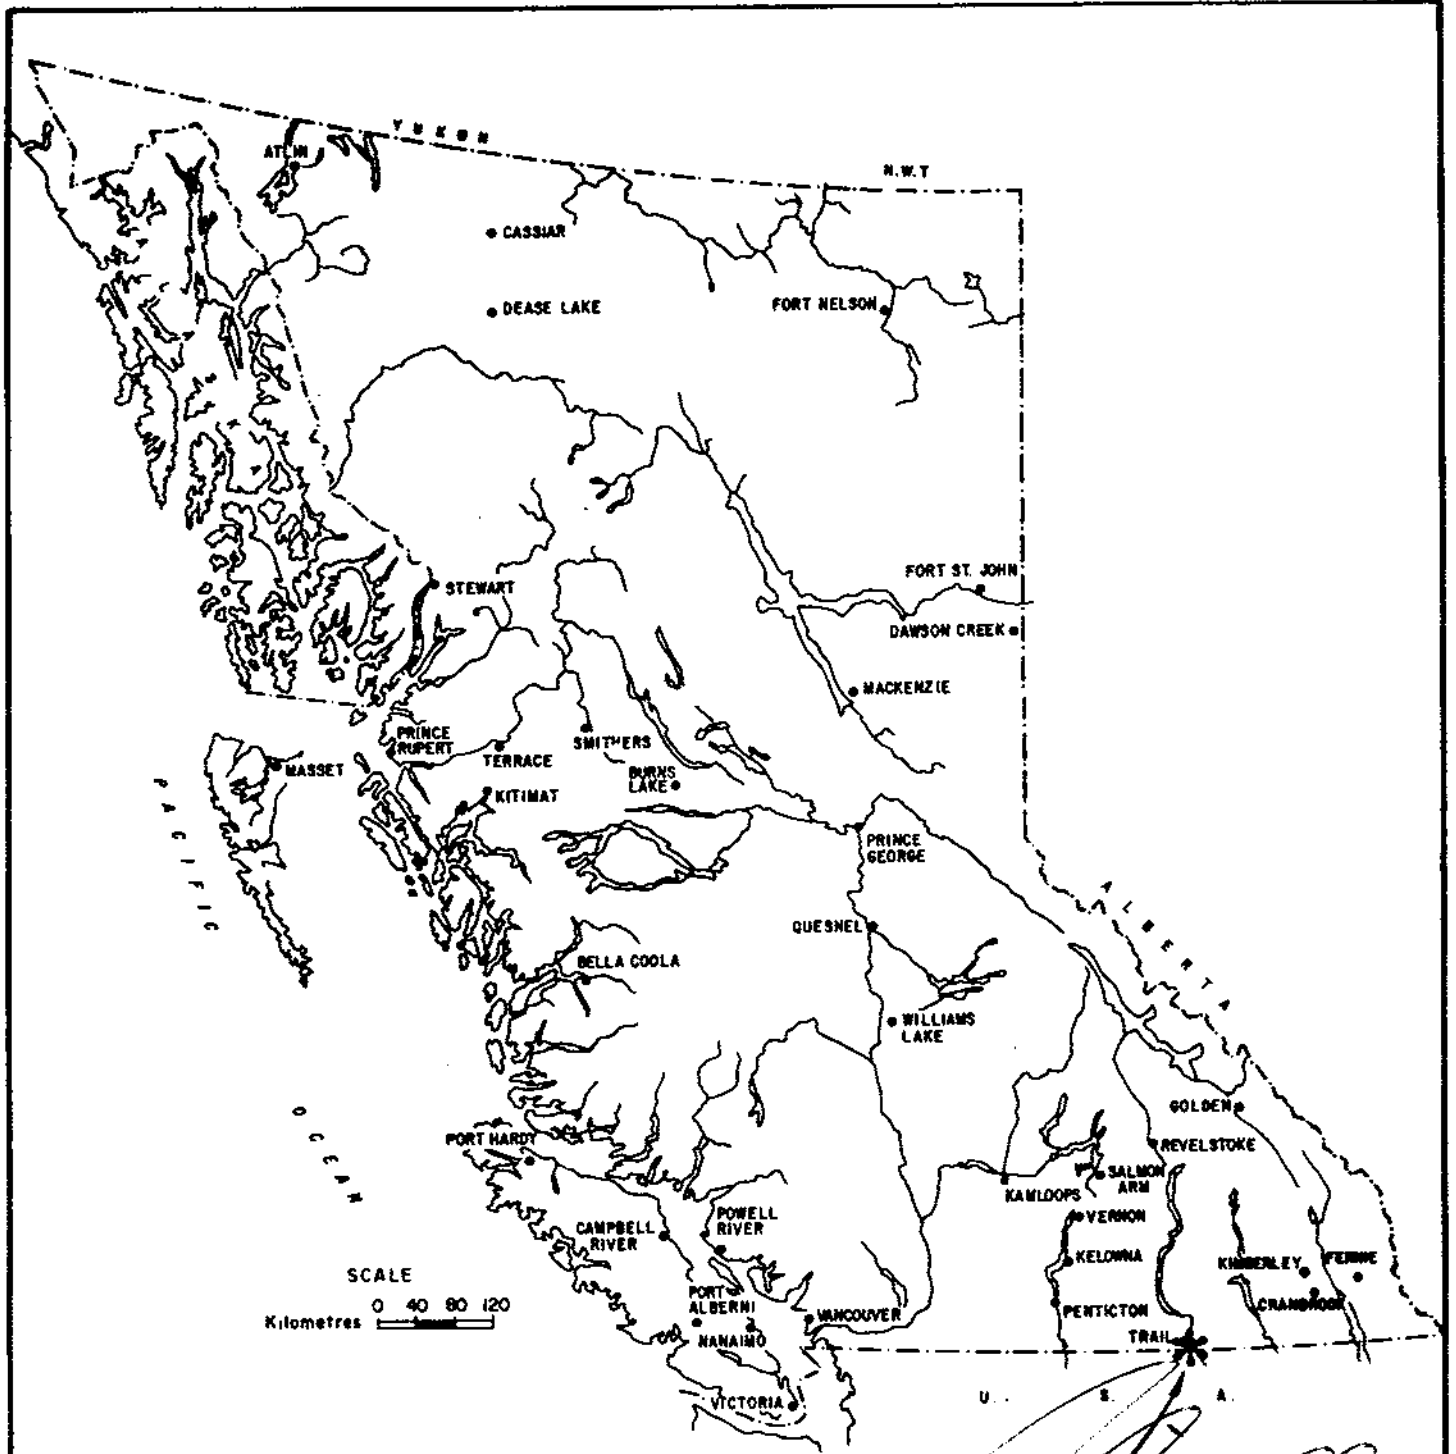 YUKON
N.W.T
ATLIN
CASSIAR
DEASE LAKE
FORT NELSON
FORT ST. JOHN
STEWART
DAWSON CREEK
MACKENZIE
PRINCE
RUPERT
SMITHERS
TERRACE
MASSET
BURNS
LAKE
KITIMAT
PACIFIC
PRINCE
GEORGE
ALBERTA
QUESNEL
BELLA COOLA
WILLIAMS
LAKE
OCEAN
GOLDEN
PORT HARDY
REVELSTOKE
SALMON
ARM
KAMLOOPS
POWELL
RIVER
VERNON
CAMPBELL
RIVER
KELOWNA
KIMBERLEY
FERNIE
SCALE
0 40 80 120
Kilometres
PORT
ALBERNI
CRANBROOK
PENTICTON
VANCOUVER
TRAIL
NANAIMO
U. S. A.
VICTORIA